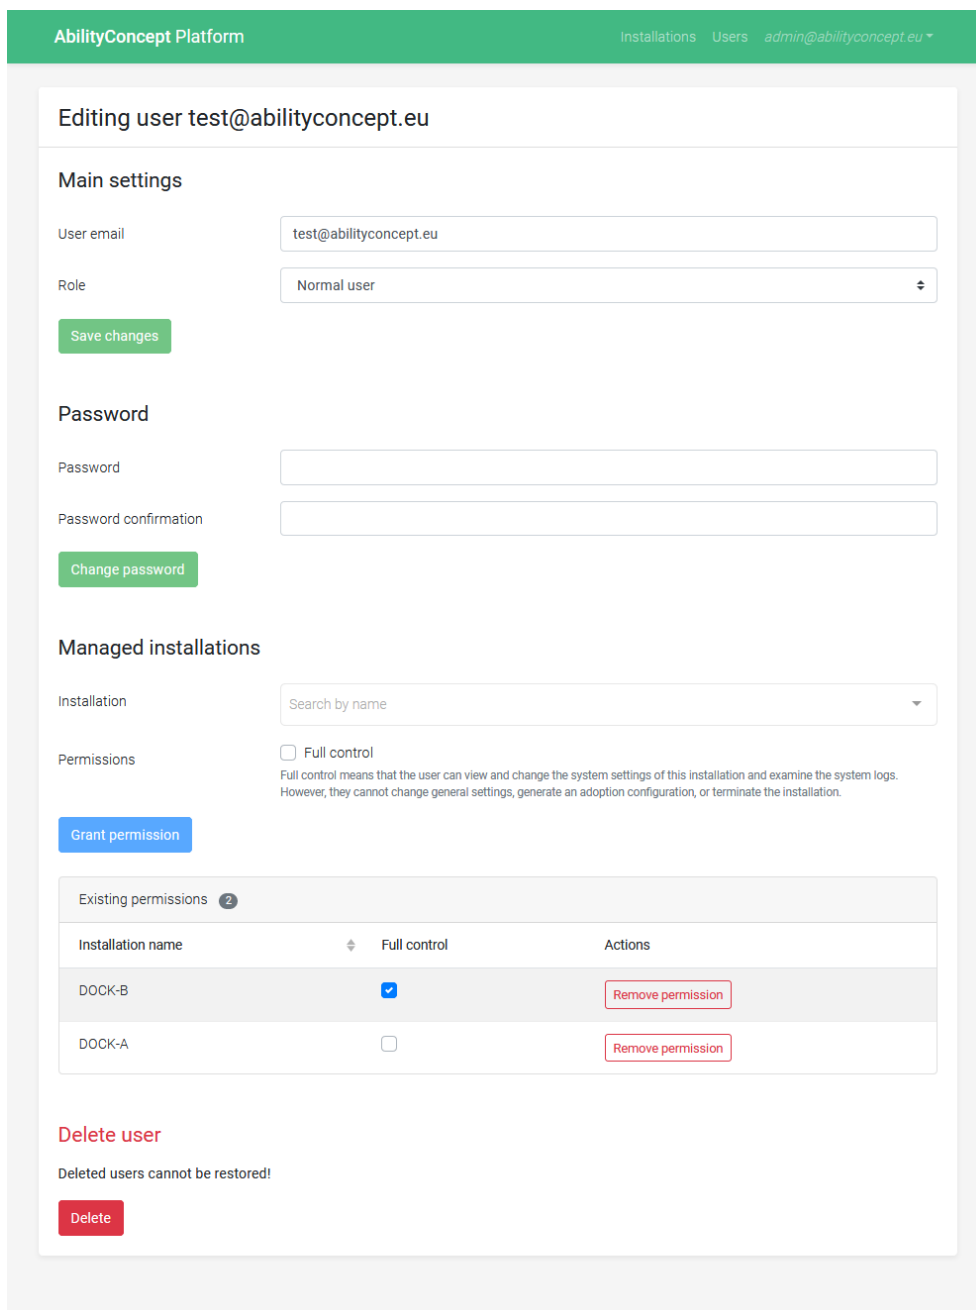 AbilityConcept Platform
Installations Users admin@abilityconcept.eu
Editing user test@abilityconcept.eu
Main settings
User email
test@abilityconcept.eu
Role
Normal user
Save changes
Password
Password
Password confirmation
Change password
Managed installations
Installation
Search by name
Permissions
Full control
Full control means that the user can view and change the system settings of this installation and examine the system logs.
However, they cannot change general settings, generate an adoption configuration, or terminate the installation.
Grant permission
Existing permissions 2
Installation name Full control Actions
DOCK-B Remove permission
DOCK-A Remove permission
Delete user
Deleted users cannot be restored!
Delete